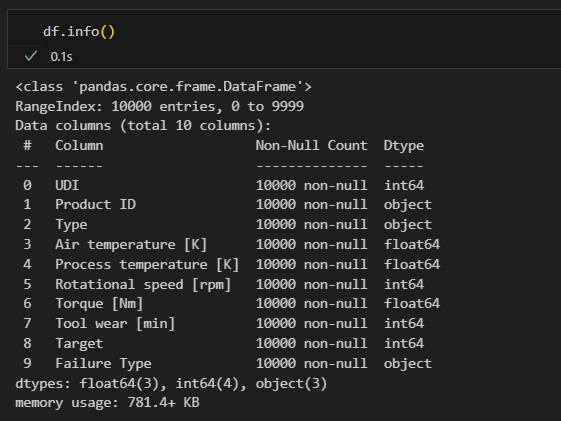 df.info()
0.1s
<class 'pandas.core.frame.DataFrame'>
RangeIndex: 10000 entries, 0 to 9999
Data columns (total 10 columns):
 #   Column                   Non-Null Count  Dtype
---  ------                   --------------  -----
 0   UDI                      10000 non-null  int64
 1   Product ID               10000 non-null  object
 2   Type                     10000 non-null  object
 3   Air temperature [K]      10000 non-null  float64
 4   Process temperature [K]  10000 non-null  float64
 5   Rotational speed [rpm]   10000 non-null  int64
 6   Torque [Nm]              10000 non-null  float64
 7   Tool wear [min]          10000 non-null  int64
 8   Target                   10000 non-null  int64
 9   Failure Type             10000 non-null  object
dtypes: float64(3), int64(4), object(3)
memory usage: 781.4+ KB